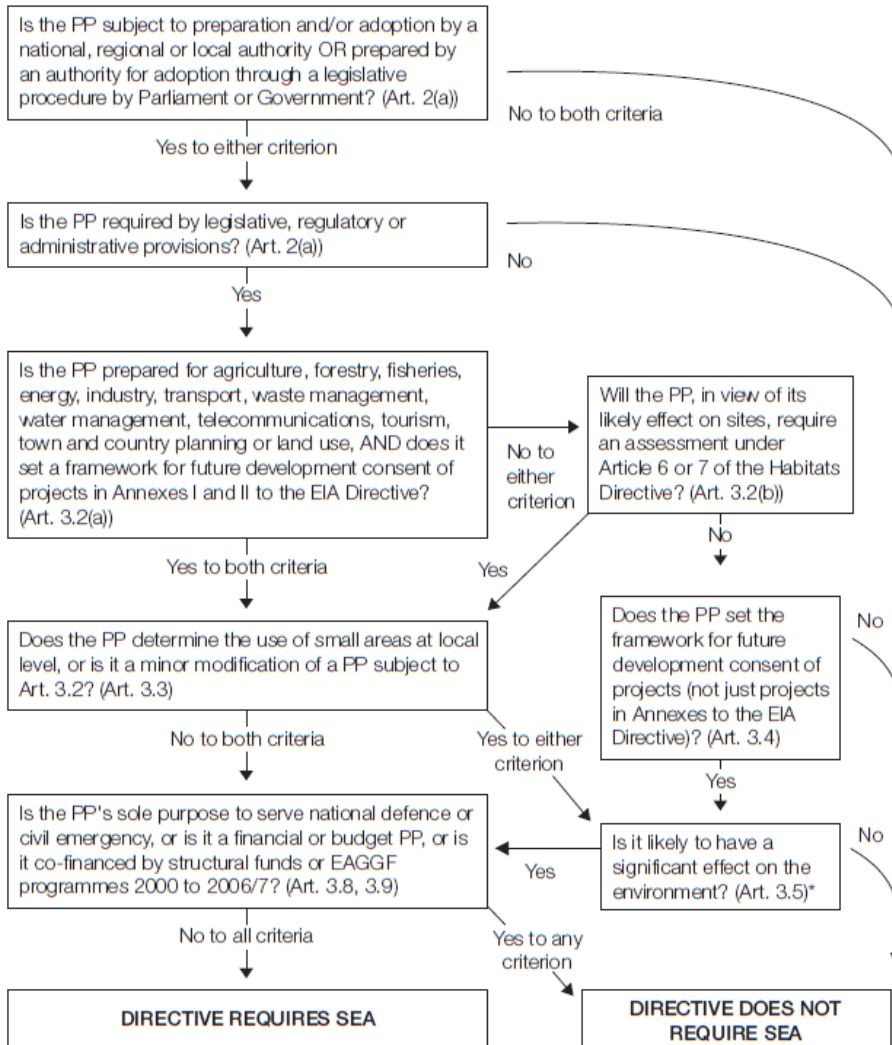 Is the PP subject to preparation and/or adoption by a
national, regional or local authority OR prepared by
an authority for adoption through a legislative
procedure by Parliament or Government? (Art. 2(a))
No to both criteria
Yes to either criterion
Is the PP required by legislative, regulatory or
administrative provisions? (Art. 2(a))
No
Yes
Is the PP prepared for agriculture, forestry, fisheries,
energy, industry, transport, waste management,
water management, telecommunications, tourism,
town and country planning or land use, AND does it
set a framework for future development consent of
projects in Annexes I and II to the EIA Directive?
(Art. 3.2(a))
No to
either
criterion
Will the PP, in view of its
likely effect on sites, require
an assessment under
Article 6 or 7 of the Habitats
Directive? (Art. 3.2(b))
Yes to both criteria
Yes
No
Does the PP determine the use of small areas at local
level, or is it a minor modification of a PP subject to
Art. 3.2? (Art. 3.3)
Does the PP set the
framework for future
development consent of
projects (not just projects
in Annexes to the EIA
Directive)? (Art. 3.4)
No
No to both criteria
Yes to either
criterion
Yes
Is the PP's sole purpose to serve national defence or
civil emergency, or is it a financial or budget PP, or is
it co-financed by structural funds or EAGGF
programmes 2000 to 2006/7? (Art. 3.8, 3.9)
Yes
Is it likely to have a
significant effect on the
environment? (Art. 3.5)*
No
No to all criteria
Yes to any
criterion
DIRECTIVE REQUIRES SEA
DIRECTIVE DOES NOT
REQUIRE SEA